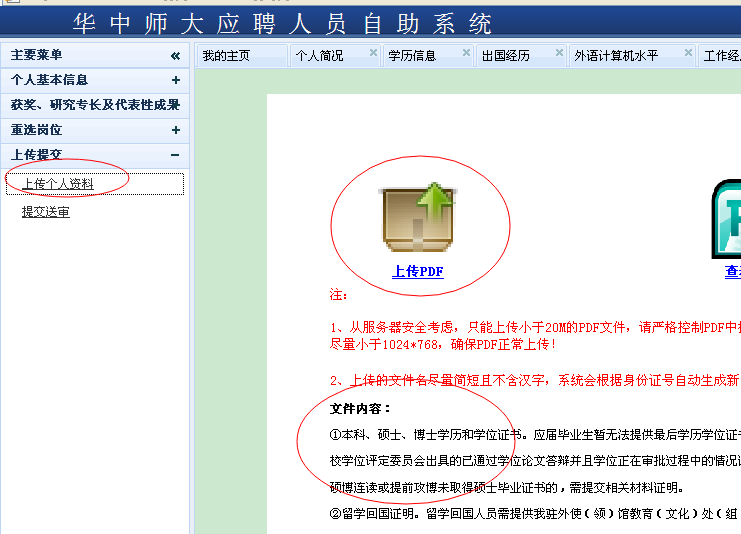 华中师大应聘人员自助系统
主要菜单 «
个人基本信息 +
获奖、研究专长及代表性成果
重选岗位 +
上传提交 −
上传个人资料
提交送审
我的主页 个人简况 × 学历信息 × 出国经历 × 外语计算机水平 × 工作经
上传PDF
查
注：
1、从服务器安全考虑，只能上传小于20M的PDF文件，请严格控制PDF中
尽量小于1024*768，确保PDF正常上传！
2、上传的文件名尽量简短且不含汉字，系统会根据身份证号自动生成新
文件内容：
①本科、硕士、博士学历和学位证书。应届毕业生暂无法提供最后学历学位证
校学位评定委员会出具的已通过学位论文答辩并且学位正在审批过程中的情况
硕博连读或提前攻博未取得硕士毕业证书的，需提交相关材料证明。
②留学回国证明。留学回国人员需提供我驻外使（领）馆教育（文化）处（组